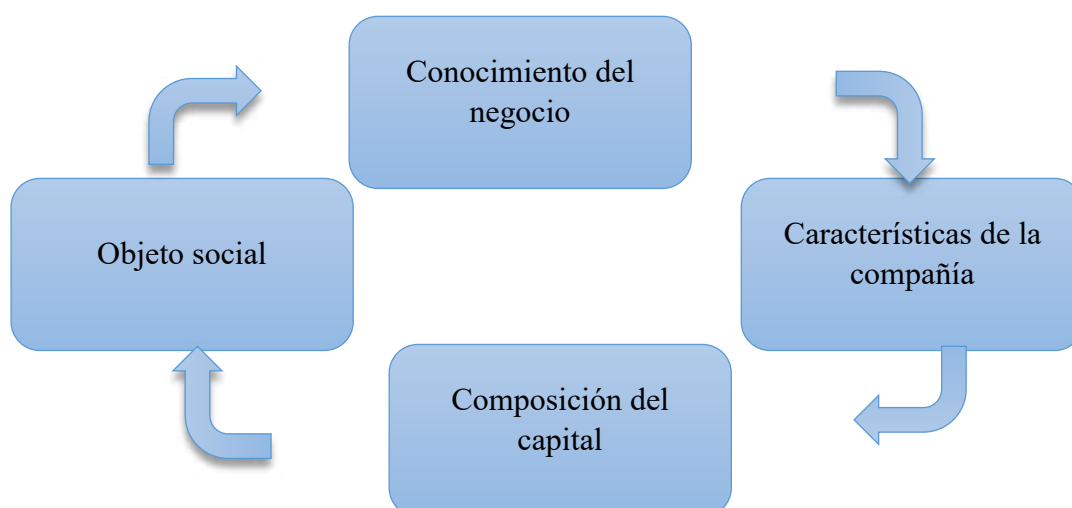 Conocimiento del
negocio
Objeto social
Características de la
compañía
Composición del
capital